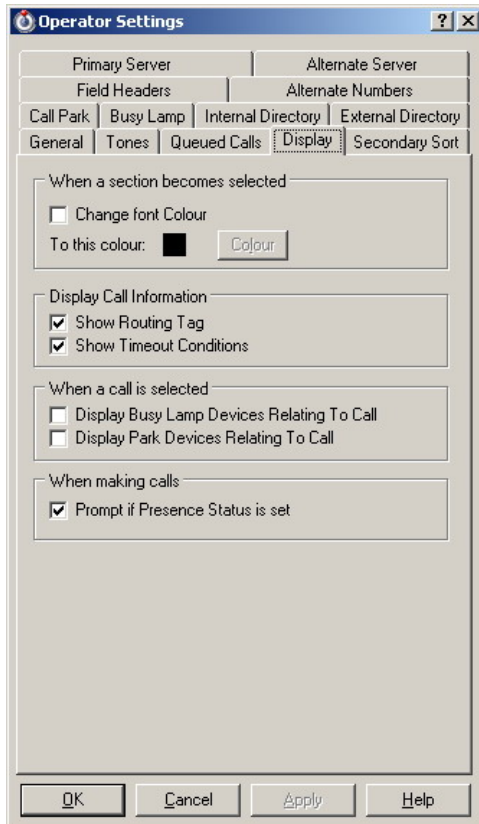 Operator Settings
Primary Server Alternate Server
Field Headers Alternate Numbers
Call Park Busy Lamp Internal Directory External Directory
General Tones Queued Calls Display Secondary Sort
When a section becomes selected
Change font Colour
To this colour: Colour
Display Call Information
Show Routing Tag
Show Timeout Conditions
When a call is selected
Display Busy Lamp Devices Relating To Call
Display Park Devices Relating To Call
When making calls
Prompt if Presence Status is set
OK Cancel Apply Help